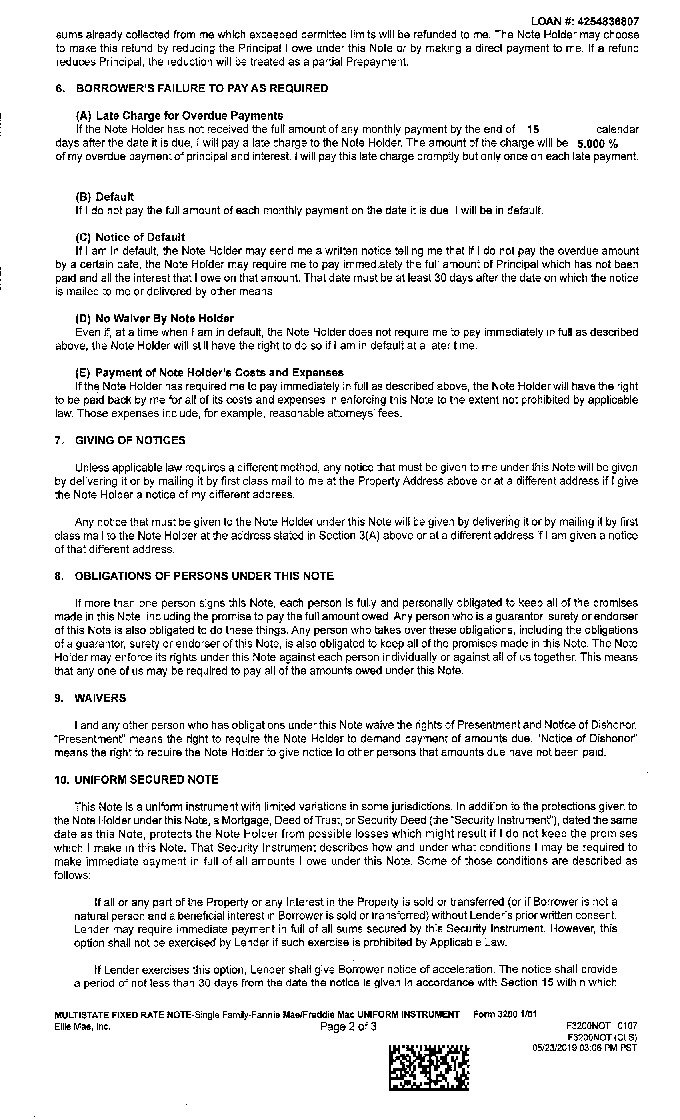 LOAN #: 4254836807
sums already collected from me which exceeded permitted limits will be refunded to me. The Note Holder may choose
to make this refund by reducing the Principal I owe under this Note or by making a direct payment to me. If a refund
reduces Principal, the reduction will be treated as a partial Prepayment.
6. BORROWER'S FAILURE TO PAY AS REQUIRED
(A) Late Charge for Overdue Payments
If the Note Holder has not received the full amount of any monthly payment by the end of 15 calendar
days after the date it is due, I will pay a late charge to the Note Holder. The amount of the charge will be 5.000 %
of my overdue payment of principal and interest. I will pay this late charge promptly but only once on each late payment.
(B) Default
If I do not pay the full amount of each monthly payment on the date it is due, I will be in default.
(C) Notice of Default
If I am in default, the Note Holder may send me a written notice telling me that if I do not pay the overdue amount
by a certain date, the Note Holder may require me to pay immediately the full amount of Principal which has not been
paid and all the interest that I owe on that amount. That date must be at least 30 days after the date on which the notice
is mailed to me or delivered by other means.
(D) No Waiver By Note Holder
Even if, at a time when I am in default, the Note Holder does not require me to pay immediately in full as described
above, the Note Holder will still have the right to do so if I am in default at a later time.
(E) Payment of Note Holder's Costs and Expenses
If the Note Holder has required me to pay immediately in full as described above, the Note Holder will have the right
to be paid back by me for all of its costs and expenses in enforcing this Note to the extent not prohibited by applicable
law. Those expenses include, for example, reasonable attorneys' fees.
7. GIVING OF NOTICES
Unless applicable law requires a different method, any notice that must be given to me under this Note will be given
by delivering it or by mailing it by first class mail to me at the Property Address above or at a different address if I give
the Note Holder a notice of my different address.
Any notice that must be given to the Note Holder under this Note will be given by delivering it or by mailing it by first
class mail to the Note Holder at the address stated in Section 3(A) above or at a different address if I am given a notice
of that different address.
8. OBLIGATIONS OF PERSONS UNDER THIS NOTE
If more than one person signs this Note, each person is fully and personally obligated to keep all of the promises
made in this Note, including the promise to pay the full amount owed. Any person who is a guarantor, surety or endorser
of this Note is also obligated to do these things. Any person who takes over these obligations, including the obligations
of a guarantor, surety or endorser of this Note, is also obligated to keep all of the promises made in this Note. The Note
Holder may enforce its rights under this Note against each person individually or against all of us together. This means
that any one of us may be required to pay all of the amounts owed under this Note.
9. WAIVERS
I and any other person who has obligations under this Note waive the rights of Presentment and Notice of Dishonor.
"Presentment" means the right to require the Note Holder to demand payment of amounts due. "Notice of Dishonor"
means the right to require the Note Holder to give notice to other persons that amounts due have not been paid.
10. UNIFORM SECURED NOTE
This Note is a uniform instrument with limited variations in some jurisdictions. In addition to the protections given to
the Note Holder under this Note, a Mortgage, Deed of Trust, or Security Deed (the "Security Instrument"), dated the same
date as this Note, protects the Note Holder from possible losses which might result if I do not keep the promises
which I make in this Note. That Security Instrument describes how and under what conditions I may be required to
make immediate payment in full of all amounts I owe under this Note. Some of those conditions are described as
follows:
If all or any part of the Property or any Interest in the Property is sold or transferred (or if Borrower is not a
natural person and a beneficial interest in Borrower is sold or transferred) without Lender's prior written consent,
Lender may require immediate payment in full of all sums secured by this Security Instrument. However, this
option shall not be exercised by Lender if such exercise is prohibited by Applicable Law.
If Lender exercises this option, Lender shall give Borrower notice of acceleration. The notice shall provide
a period of not less than 30 days from the date the notice is given in accordance with Section 15 within which
MULTISTATE FIXED RATE NOTE-Single Family-Fannie Mae/Freddie Mac UNIFORM INSTRUMENT Form 3200 1/01
Ellie Mae, Inc. Page 2 of 3 F3200NOT 0107
F3200NOT (CLS)
05/23/2019 03:06 PM PST